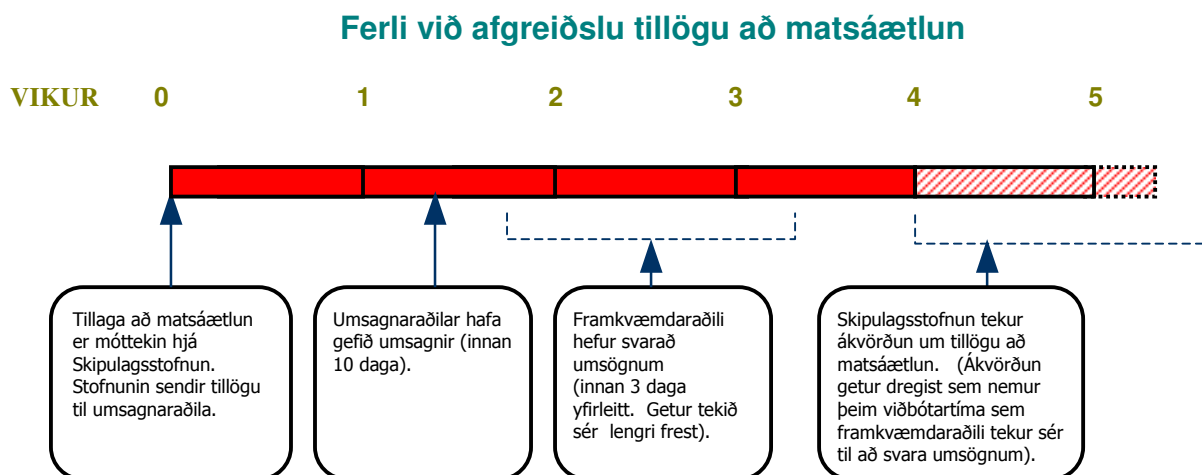 Ferli við afgreiðslu tillögu að matsáætlun
VIKUR 0 1 2 3 4 5
Tillaga að matsáætlun
er móttekin hjá
Skipulagsstofnun.
Stofnunin sendir tillögu
til umsagnaraðila.
Umsagnaraðilar hafa
gefið umsagnir (innan
10 daga).
Framkvæmdaraðili
hefur svarað
umsögnum
(innan 3 daga
yfirleitt. Getur tekið
sér lengri frest).
Skipulagsstofnun tekur
ákvörðun um tillögu að
matsáætlun. (Ákvörðun
getur dregist sem nemur
þeim viðbótartíma sem
framkvæmdaraðili tekur sér
til að svara umsögnum).